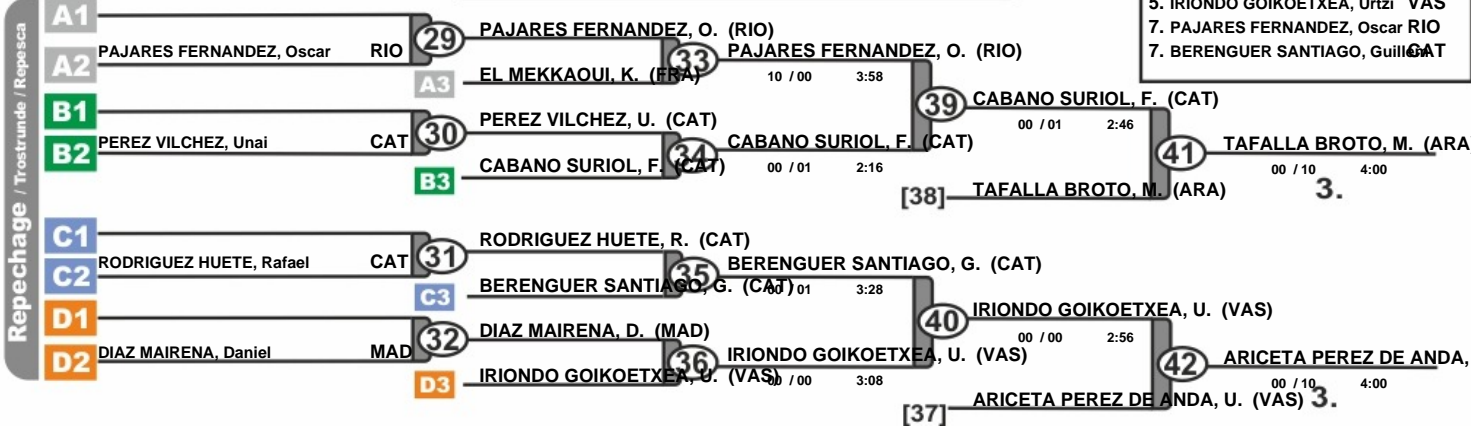 5. IRIONDO GOIKOETXEA, Urtzi VAS
7. PAJARES FERNANDEZ, Oscar RIO
7. BERENGUER SANTIAGO, Guillem CAT
Repechage / Trostrunde / Repesca
A1
A2
PAJARES FERNANDEZ, Oscar RIO
29
PAJARES FERNANDEZ, O. (RIO)
A3
EL MEKKAOUI, K. (FRA)
33
PAJARES FERNANDEZ, O. (RIO)
10 / 00 3:58
B1
B2
PEREZ VILCHEZ, Unai CAT
30
PEREZ VILCHEZ, U. (CAT)
B3
CABANO SURIOL, F. (CAT)
34
CABANO SURIOL, F. (CAT)
00 / 01 2:16
39
CABANO SURIOL, F. (CAT)
00 / 01 2:46
[38]
TAFALLA BROTO, M. (ARA)
41
TAFALLA BROTO, M. (ARA
00 / 10 4:00
3.
C1
C2
RODRIGUEZ HUETE, Rafael CAT
31
RODRIGUEZ HUETE, R. (CAT)
C3
BERENGUER SANTIAGO, G. (CAT)
35
BERENGUER SANTIAGO, G. (CAT)
00 / 01 3:28
D1
D2
DIAZ MAIRENA, Daniel MAD
32
DIAZ MAIRENA, D. (MAD)
D3
IRIONDO GOIKOETXEA, U. (VAS)
36
IRIONDO GOIKOETXEA, U. (VAS)
00 / 00 3:08
40
IRIONDO GOIKOETXEA, U. (VAS)
00 / 00 2:56
[37]
ARICETA PEREZ DE ANDA, U. (VAS)
42
ARICETA PEREZ DE ANDA,
00 / 10 4:00
3.